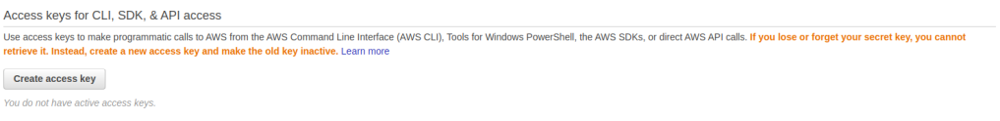 Access keys for CLI, SDK, & API access
Use access keys to make programmatic calls to AWS from the AWS Command Line Interface (AWS CLI), Tools for Windows PowerShell, the AWS SDKs, or direct AWS API calls. If you lose or forget your secret key, you cannot
retrieve it. Instead, create a new access key and make the old key inactive. Learn more
Create access key
You do not have active access keys.